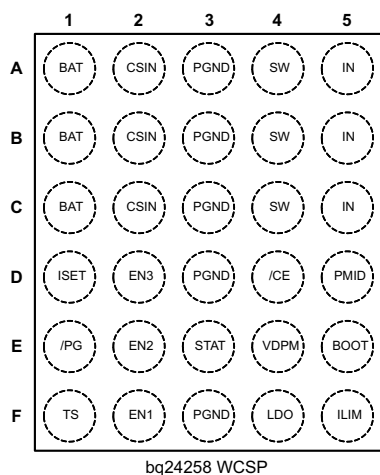 1 2 3 4 5
A BAT CSIN PGND SW IN
B BAT CSIN PGND SW IN
C BAT CSIN PGND SW IN
D ISET EN3 PGND /CE PMID
E /PG EN2 STAT VDPM BOOT
F TS EN1 PGND LDO ILIM
bq24258 WCSP